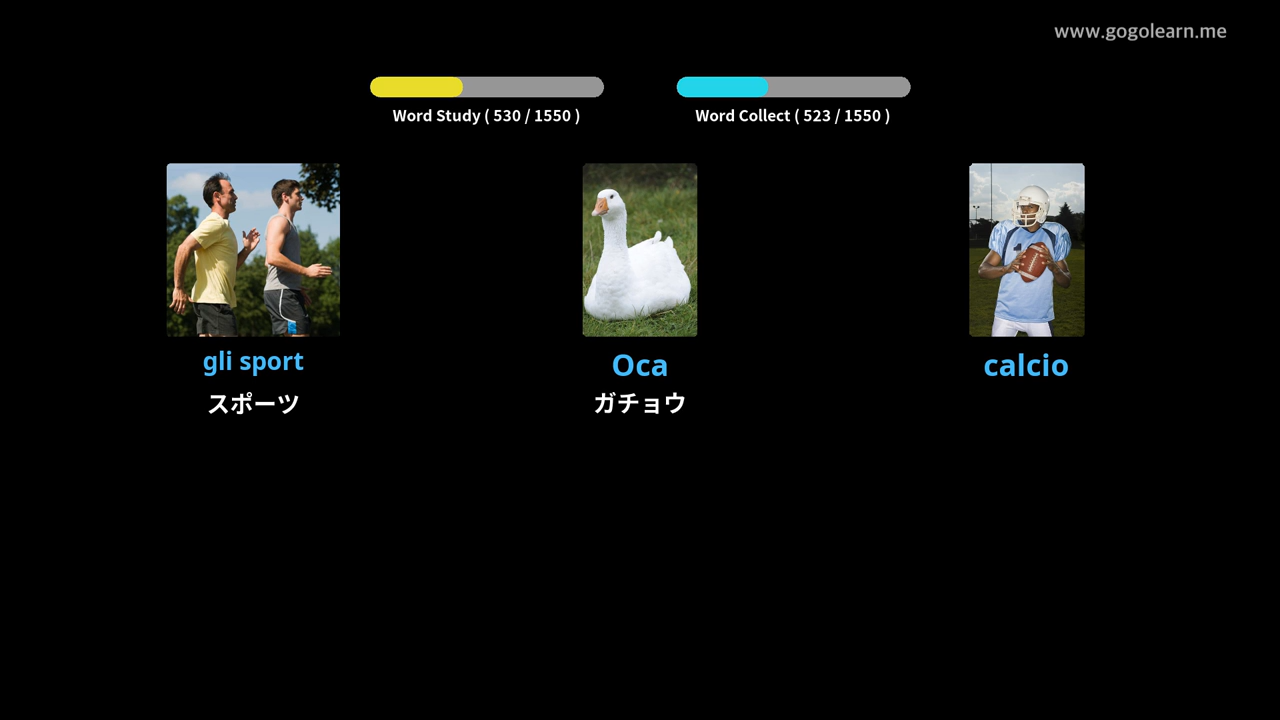 www.gogolearn.me
Word Study ( 530 / 1550 )
Word Collect ( 523 / 1550 )
gli sport
Oca
calcio
スポーツ
ガチョウ